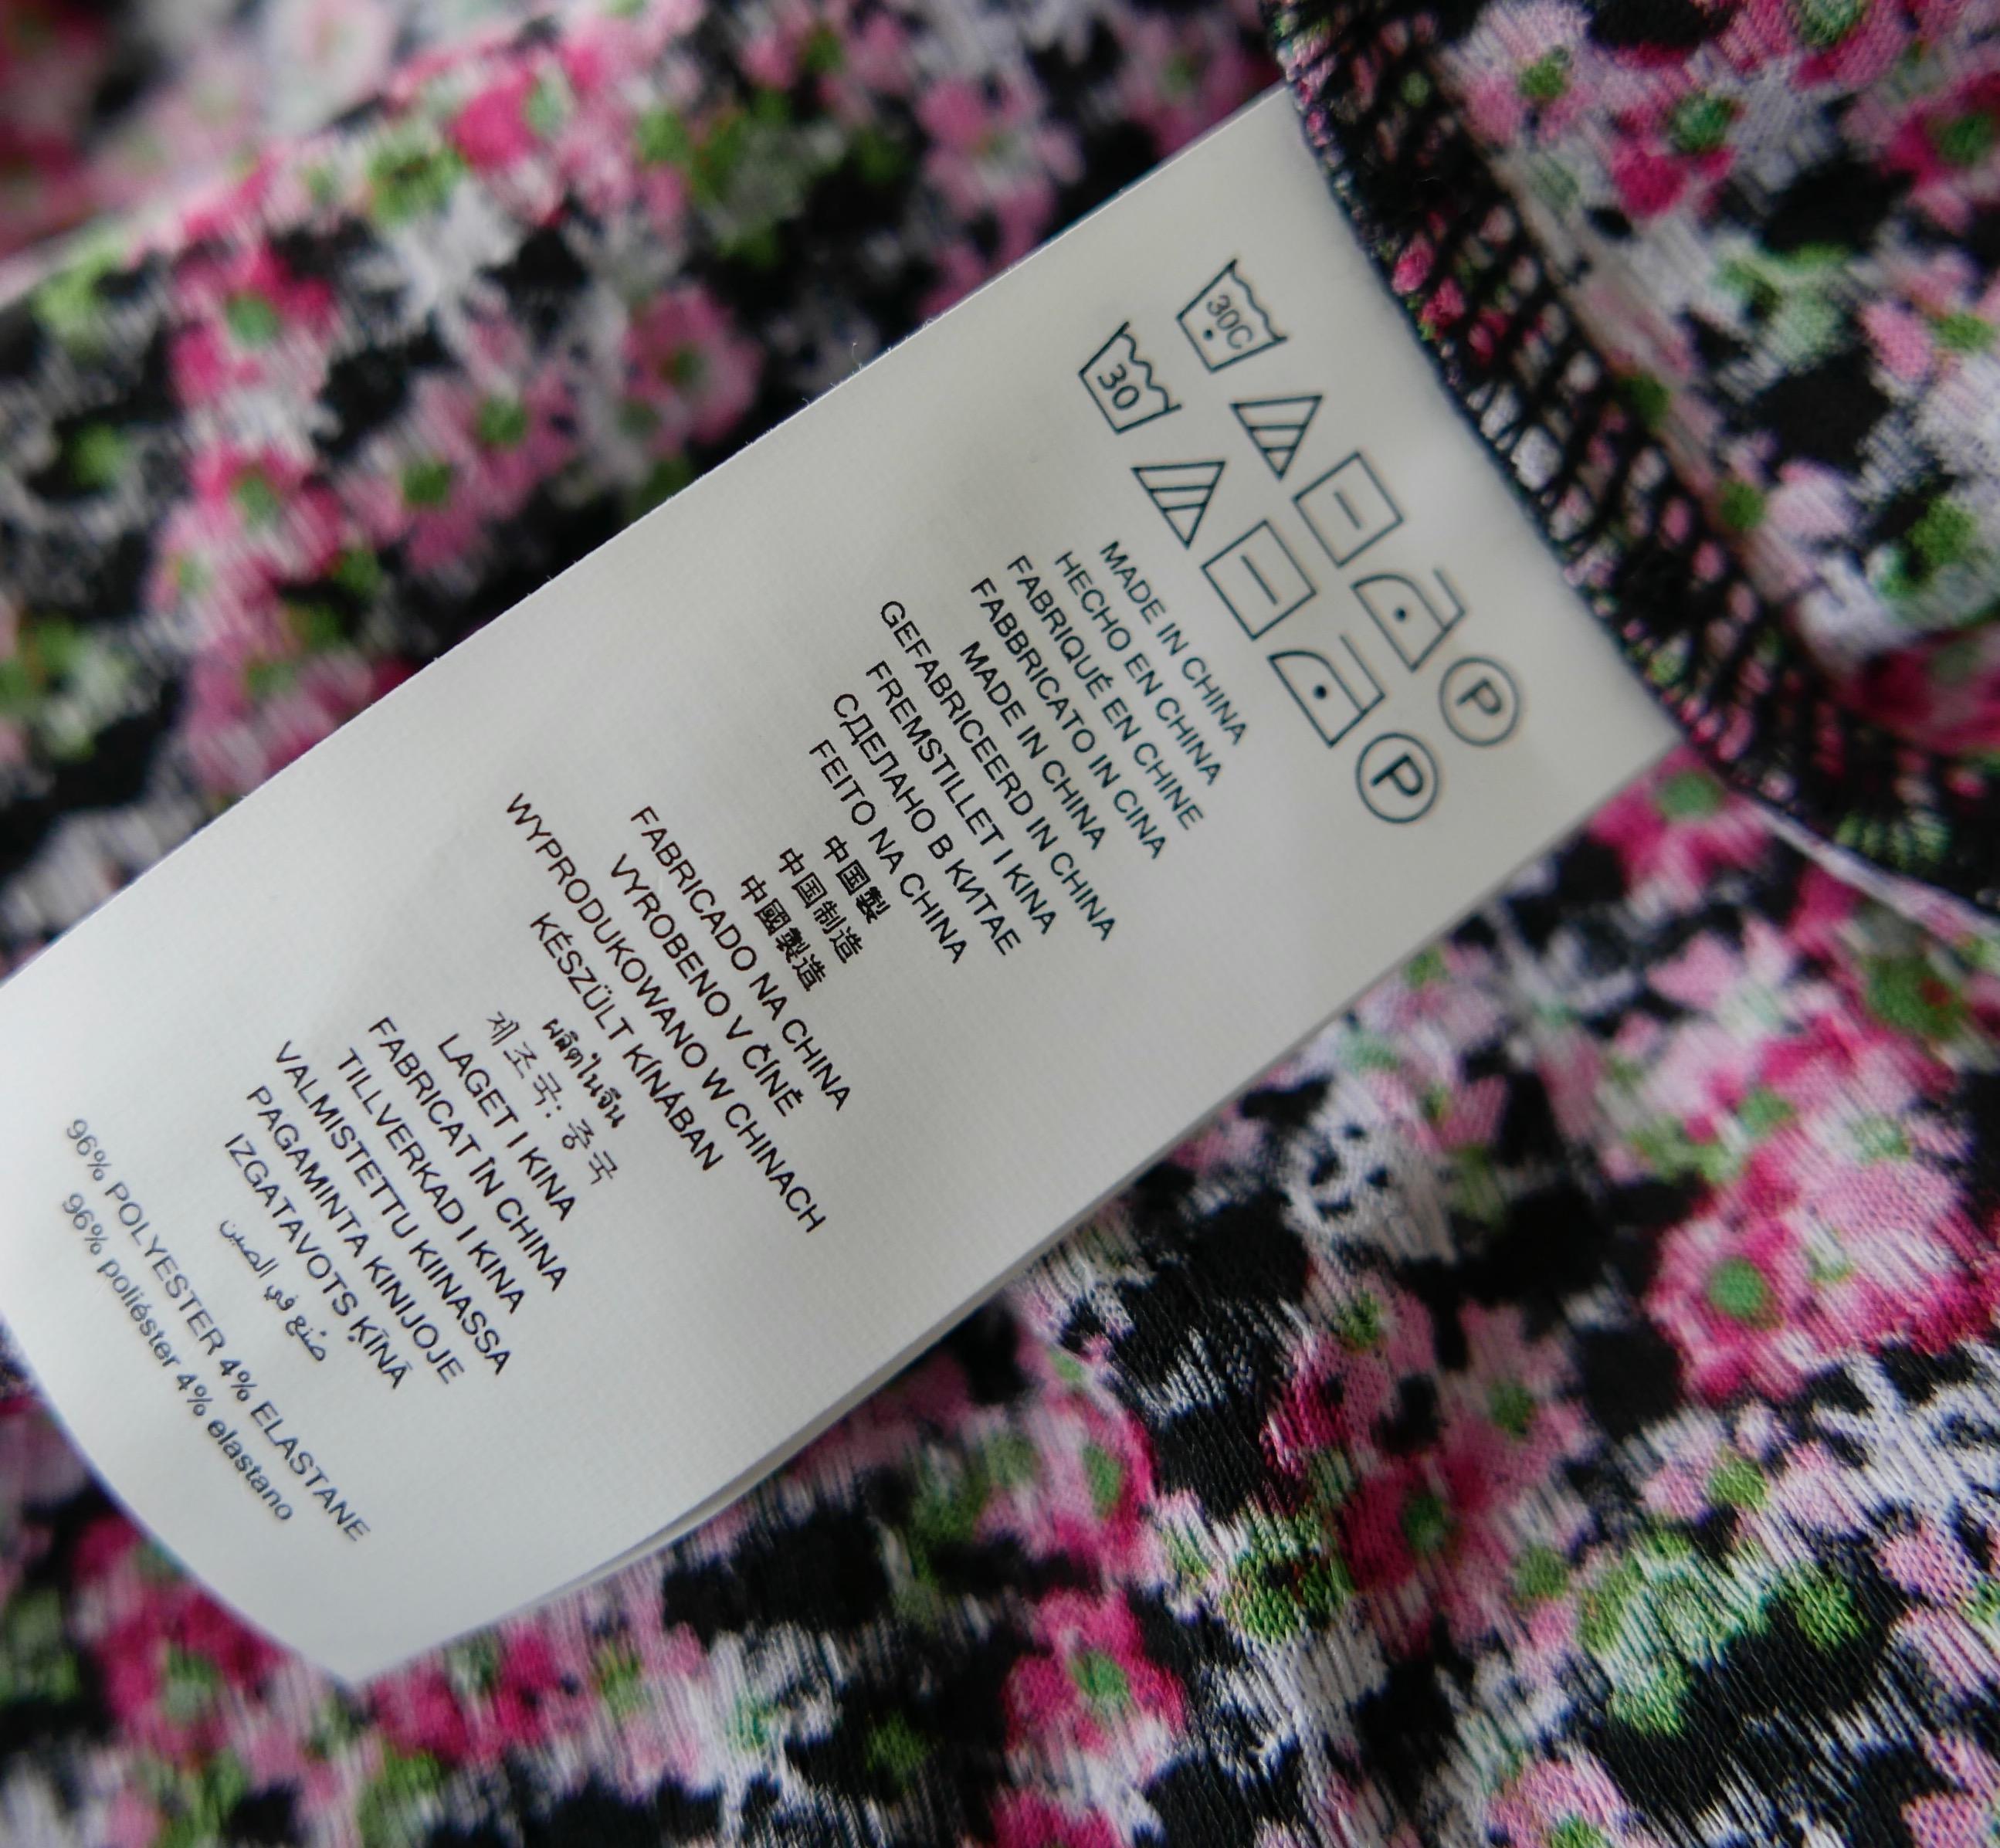 30C
P
30
P
MADE IN CHINA
HECHO EN CHINA
FABRIQUÉ EN CHINE
FABBRICATO IN CINA
MADE IN CHINA
GEFABRICEERD IN CHINA
FREMSTILLET I KINA
СДЕЛАНО В КИТАЕ
FEITO NA CHINA
中国製
中国制造
中國製造
FABRICADO NA CHINA
VYROBENO V ČÍNĚ
WYPRODUKOWANO W CHINACH
KÉSZÜLT KÍNÁBAN
ผลิตในจีน
제조국: 중국
LAGET I KINA
FABRICAT ÎN CHINA
TILLVERKAD I KINA
VALMISTETTU KIINASSA
PAGAMINTA KINIJOJE
IZGATAVOTS ĶĪNĀ
صُنع في الصين
96% POLYESTER 4% ELASTANE
96% poliéster 4% elastano